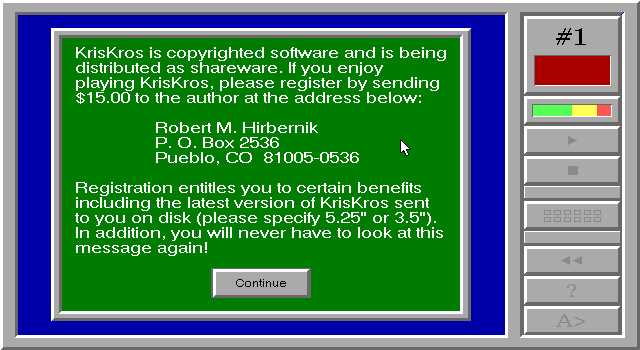 KrisKros is copyrighted software and is being
distributed as shareware. If you enjoy
playing KrisKros, please register by sending
$15.00 to the author at the address below:
Robert M. Hirbernik
P. O. Box 2536
Pueblo, CO  81005-0536
Registration entitles you to certain benefits
including the latest version of KrisKros sent
to you on disk (please specify 5.25" or 3.5").
In addition, you will never have to look at this
message again!
Continue
#1
?
A>